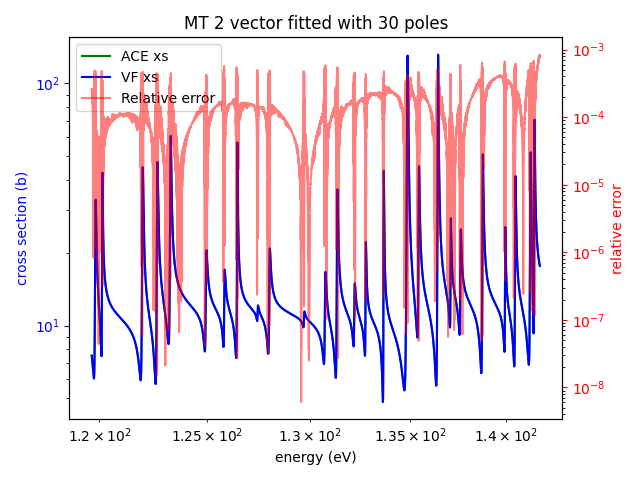 MT 2 vector fitted with 30 poles
ACE xs
VF xs
Relative error
10²
10¹
cross section (b)
10⁻³
10⁻⁴
10⁻⁵
10⁻⁶
10⁻⁷
10⁻⁸
relative error
1.2 × 10² 1.25 × 10² 1.3 × 10² 1.35 × 10² 1.4 × 10²
energy (eV)